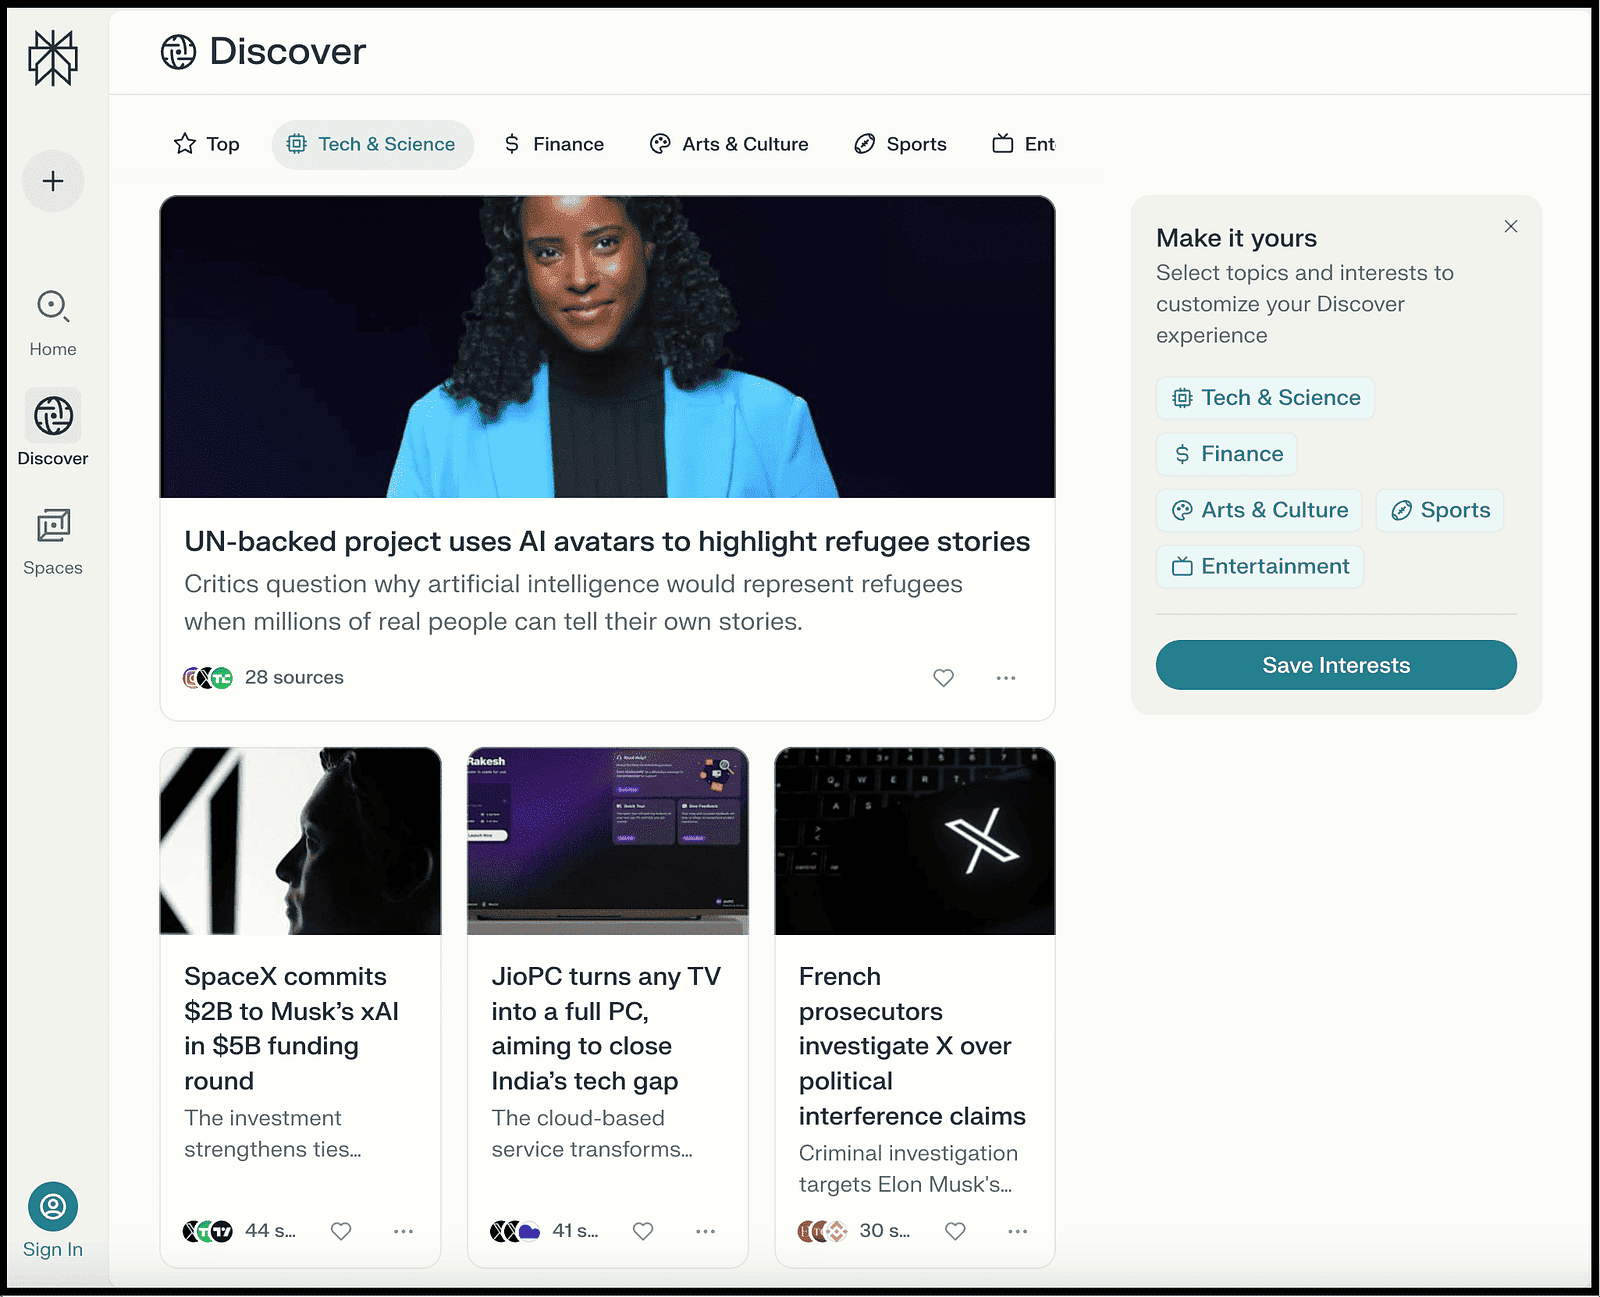 Discover
Top
Tech & Science
Finance
Arts & Culture
Sports
Ent
Home
Discover
Spaces
Sign In
UN-backed project uses AI avatars to highlight refugee stories
Critics question why artificial intelligence would represent refugees
when millions of real people can tell their own stories.
28 sources
Make it yours
Select topics and interests to
customize your Discover
experience
Tech & Science
Finance
Arts & Culture
Sports
Entertainment
Save Interests
Rakesh
SpaceX commits
$2B to Musk’s xAI
in $5B funding
round
The investment
strengthens ties...
44 s...
JioPC turns any TV
into a full PC,
aiming to close
India’s tech gap
The cloud-based
service transforms...
41 s...
French
prosecutors
investigate X over
political
interference claims
Criminal investigation
targets Elon Musk's...
30 s...